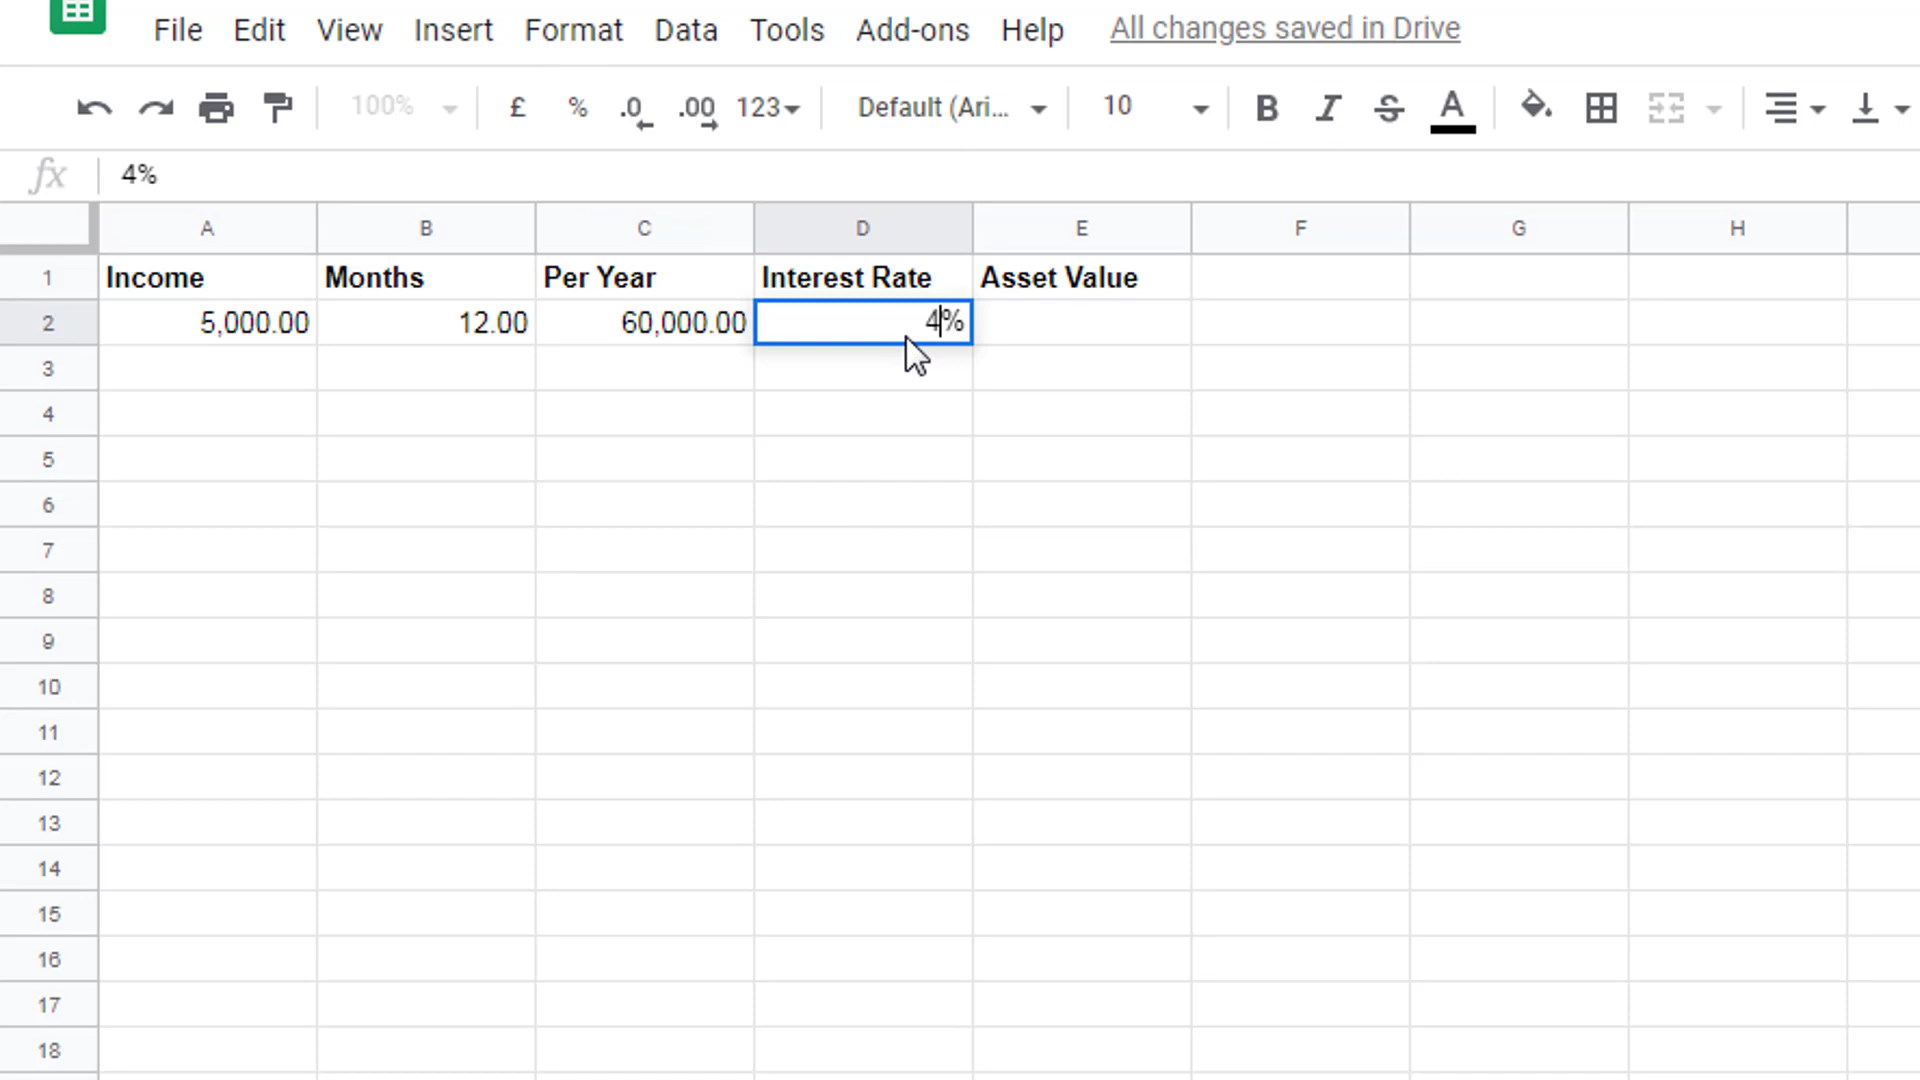 File Edit View Insert Format Data Tools Add-ons Help All changes saved in Drive
100% £ % .0 .00 123 Default (Ari... 10 B I S A
fx 4%
A B C D E F G H
1 Income Months Per Year Interest Rate Asset Value
2 5,000.00 12.00 60,000.00 4%
3
4
5
6
7
8
9
10
11
12
13
14
15
16
17
18